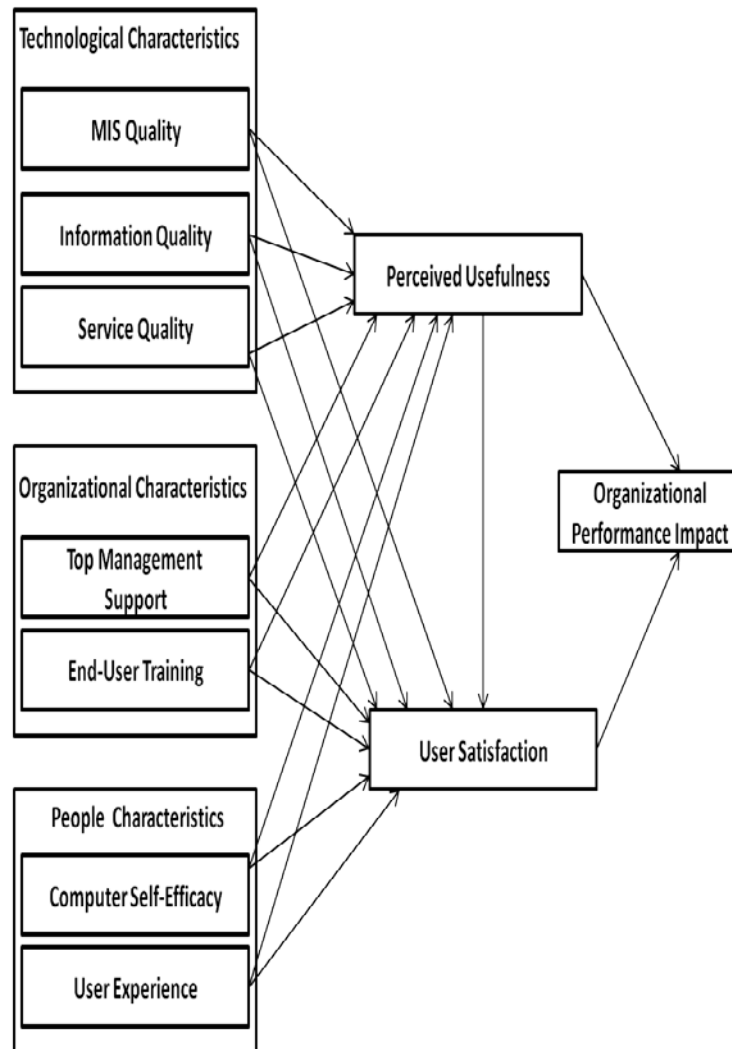 Technological Characteristics
MIS Quality
Information Quality
Service Quality
Perceived Usefulness
Organizational Characteristics
Top Management
Support
End-User Training
Organizational
Performance Impact
User Satisfaction
People Characteristics
Computer Self-Efficacy
User Experience